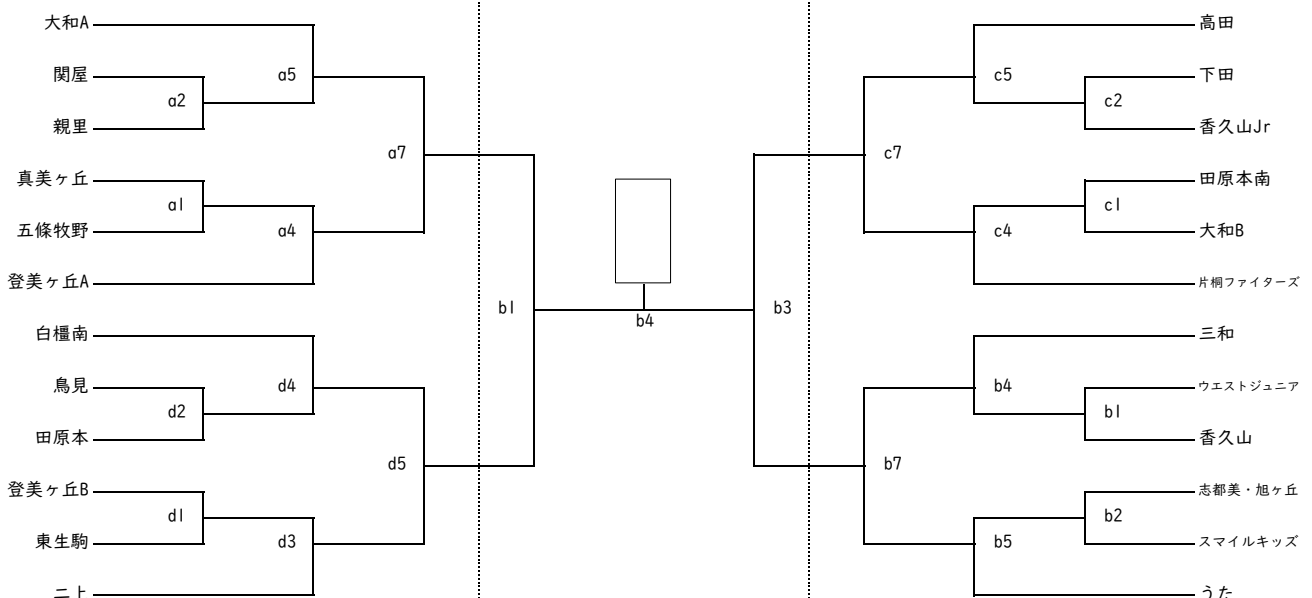 大和A
関屋
親里
真美ヶ丘
五條牧野
登美ヶ丘A
白橿南
鳥見
田原本
登美ヶ丘B
東生駒
二上
a2
a1
a5
a4
a7
d2
d1
d4
d3
d5
b1
b4
b3
c7
b7
c5
c4
b4
b5
c2
c1
b1
b2
高田
下田
香久山Jr
田原本南
大和B
片桐ファイターズ
三和
ウエストジュニア
香久山
志都美・旭ヶ丘
スマイルキッズ
うた